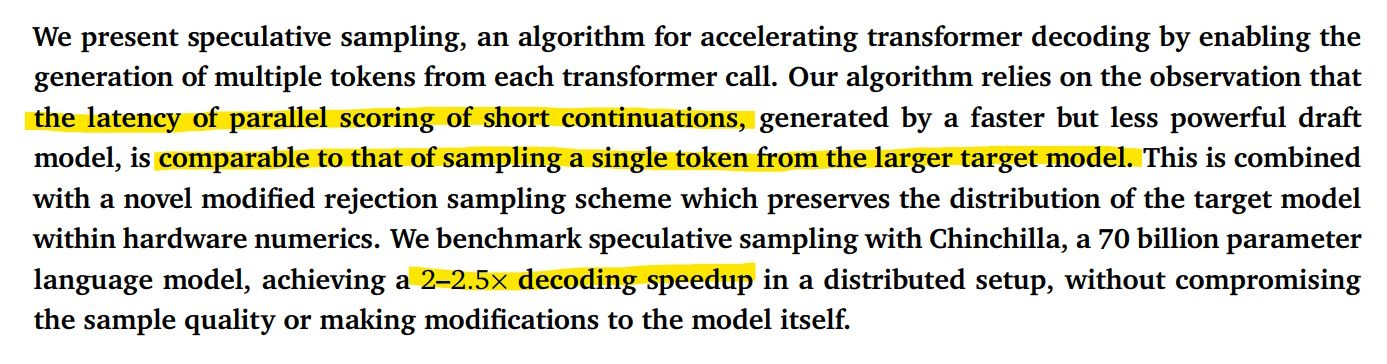 We present speculative sampling, an algorithm for accelerating transformer decoding by enabling the
generation of multiple tokens from each transformer call. Our algorithm relies on the observation that
the latency of parallel scoring of short continuations, generated by a faster but less powerful draft
model, is comparable to that of sampling a single token from the larger target model. This is combined
with a novel modified rejection sampling scheme which preserves the distribution of the target model
within hardware numerics. We benchmark speculative sampling with Chinchilla, a 70 billion parameter
language model, achieving a 2–2.5× decoding speedup in a distributed setup, without compromising
the sample quality or making modifications to the model itself.